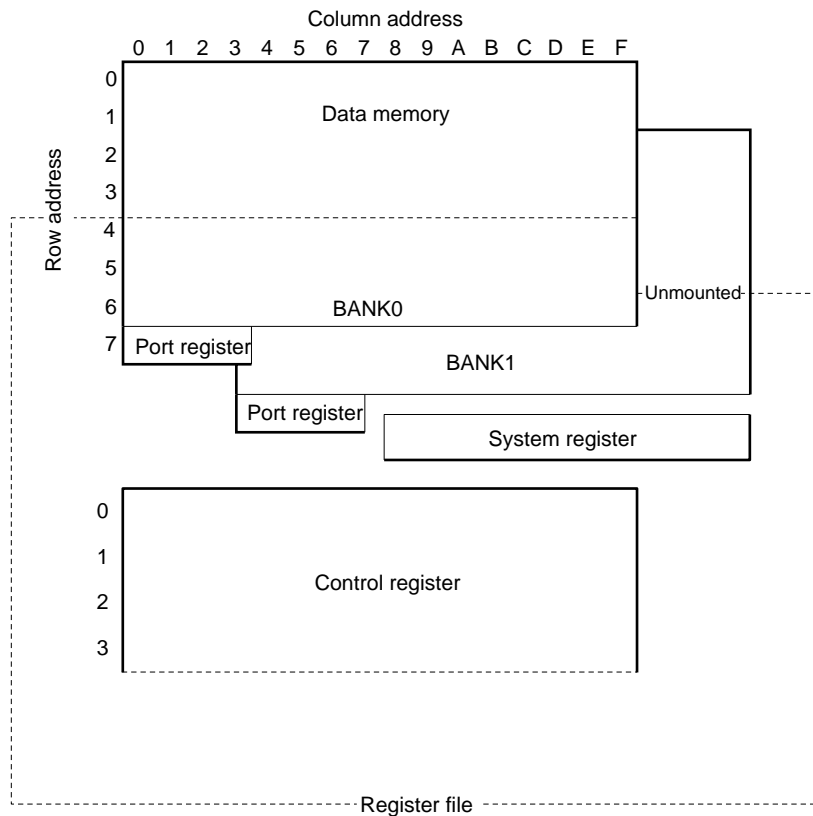 Column address
0 1 2 3 4 5 6 7 8 9 A B C D E F
Row address
0
1
2
3
4
5
6
7
Data memory
Unmounted
BANK0
Port register
BANK1
Port register
System register
0
1
2
3
Control register
Register file